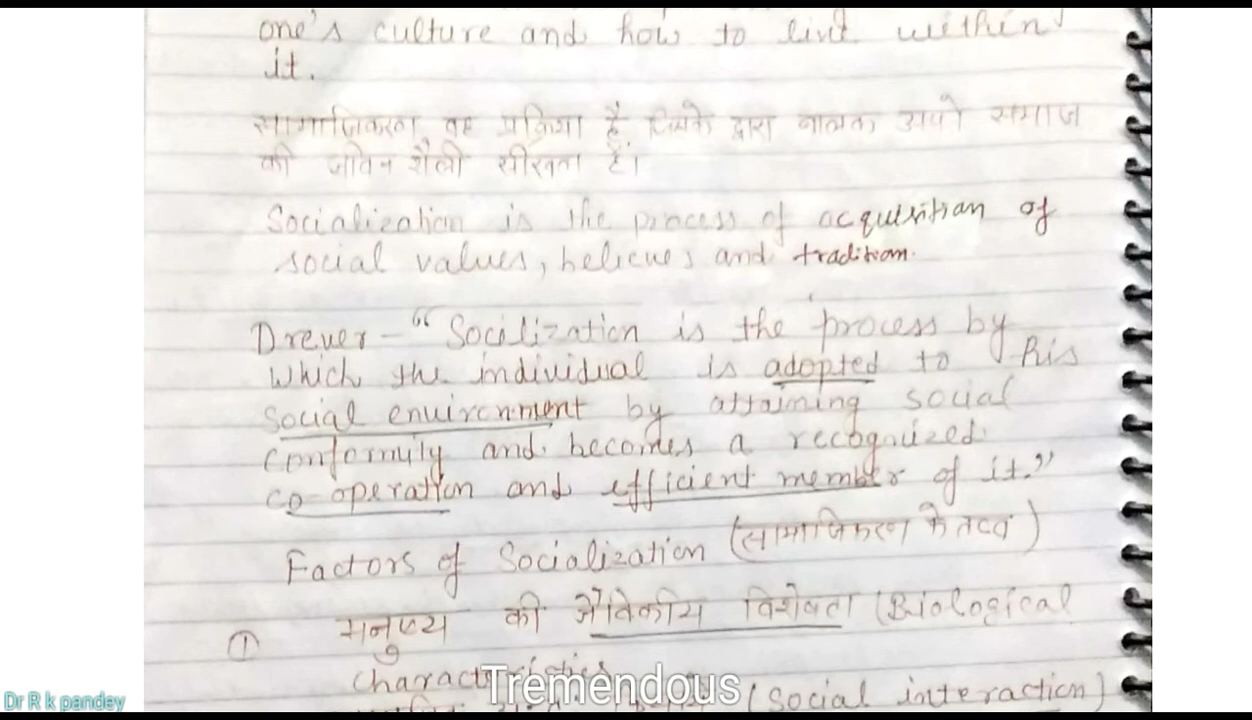 one's culture and how to live within
it.
सामाजिकरण वह प्रक्रिया है जिसके द्वारा बालक अपने समाज
की जीवन शैली सीखता है।
Socialization is the process of acquisition of
social values, believes and tradition.
Drever - "Socilization is the process by
which the individual is adopted to his
social environment by attaining social
conformity and becomes a recognized
co-operation and efficient member of it."
Factors of Socialization (सामाजिकरण के तत्व)
① मनुष्य की जैविकीय विशेषता (Biological
characteristics
(Social interaction)
Tremendous
Dr R k pandey